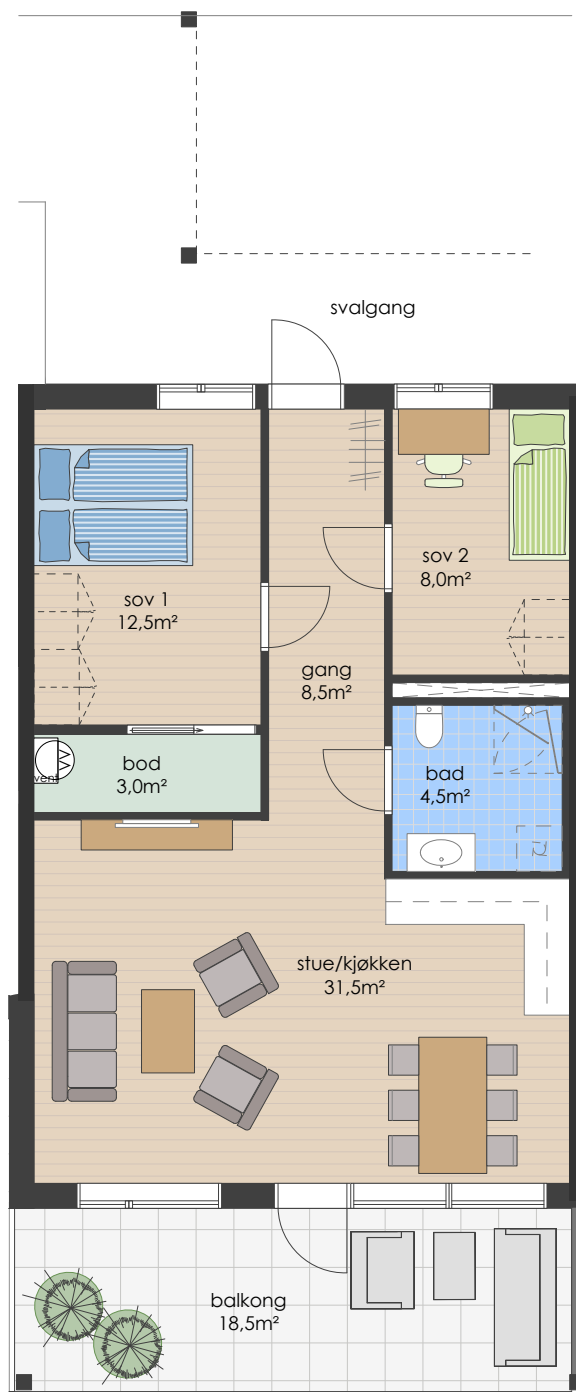 svalgang
sov 1
12,5m²
sov 2
8,0m²
gang
8,5m²
bod
3,0m²
vent
bad
4,5m²
stue/kjøkken
31,5m²
balkong
18,5m²